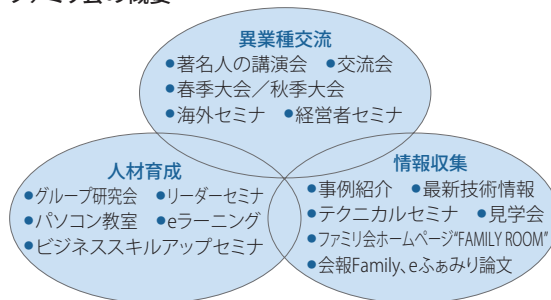 ファミリ会の概要
異業種交流
●著名人の講演会 ●交流会
●春季大会／秋季大会
●海外セミナ ●経営者セミナ
人材育成
●グループ研究会 ●リーダーセミナ
●パソコン教室 ●eラーニング
●ビジネススキルアップセミナ
情報収集
●事例紹介 ●最新技術情報
●テクニカルセミナ ●見学会
●ファミリ会ホームページ“FAMILY ROOM”
●会報Family、eふぁみり論文